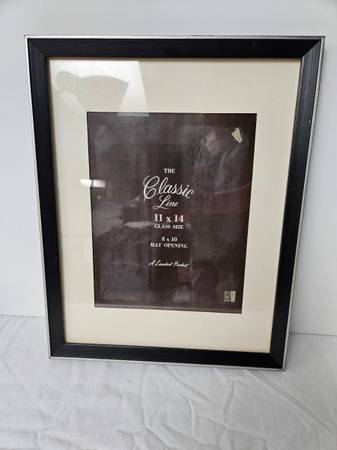 THE
Classic
Line
11 x 14
GLASS SIZE
8 x 10
MAT OPENING